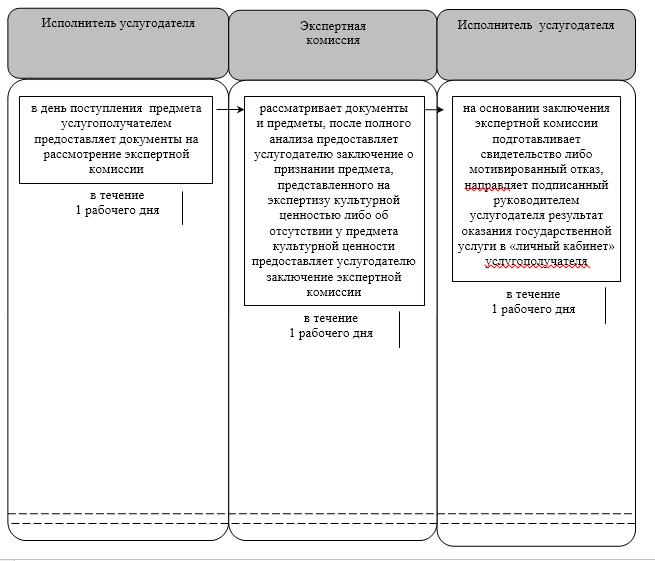 Исполнитель услугодателя
Экспертная
комиссия
Исполнитель услугодателя
в день поступления предмета
услугополучателем
предоставляет документы на
рассмотрение экспертной
комиссии
в течение
1 рабочего дня
рассматривает документы
и предметы, после полного
анализа предоставляет
услугодателю заключение о
признании предмета,
представленного на
экспертизу культурной
ценностью либо об
отсутствии у предмета
культурной ценности
предоставляет услугодателю
заключение экспертной
комиссии
в течение
1 рабочего дня
на основании заключения
экспертной комиссии
подготавливает
свидетельство либо
мотивированный отказ,
направдяет подписанный
руководителем
услугодателя результат
оказания государственной
услуги в «личный кабинет»
услугополучателя
в течение
1 рабочего дня